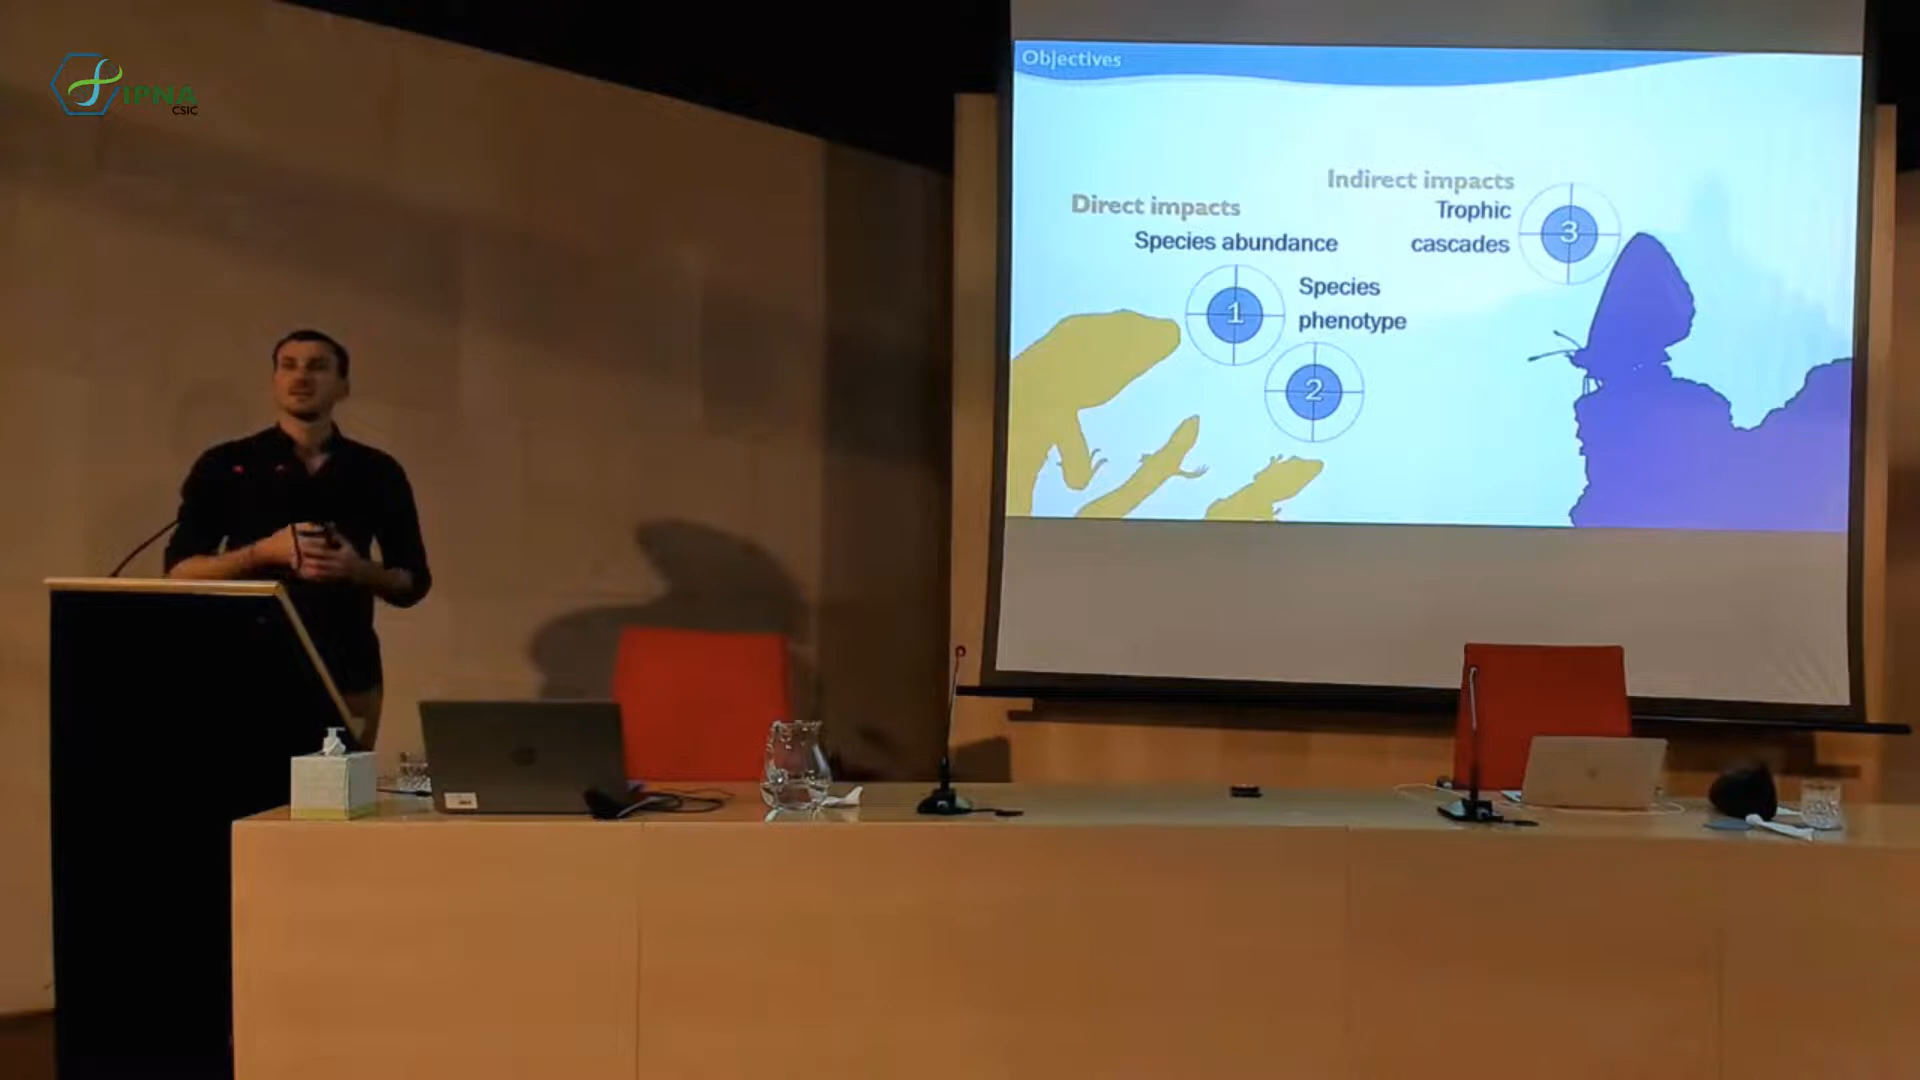 IPNA
CSIC
Objectives
Indirect impacts
Trophic
cascades
3
Direct impacts
Species abundance
1
Species
phenotype
2